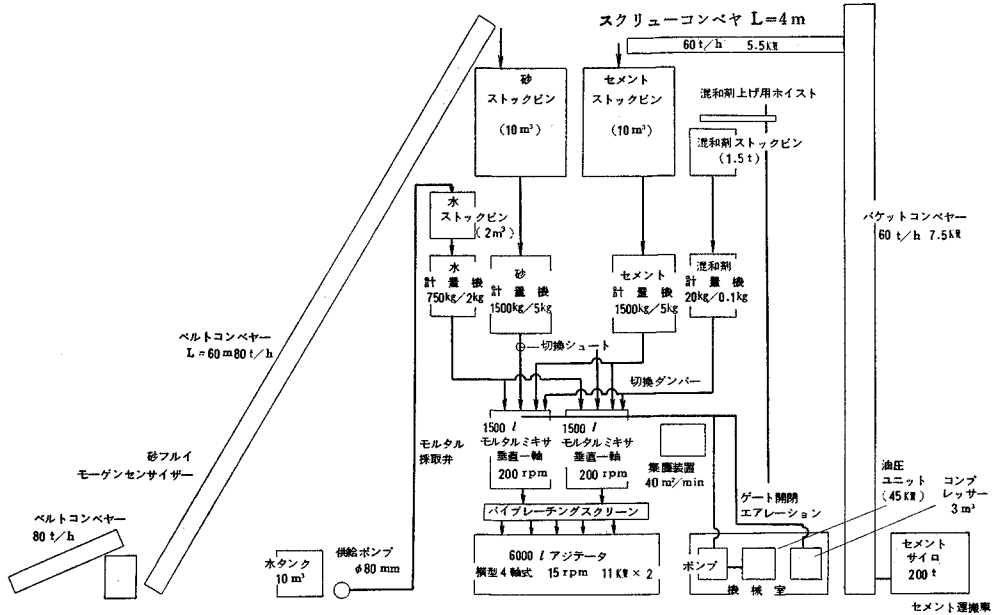 スクリューコンベヤ L=4m
60 t/h 5.5KW
砂
ストックビン
(10 m³)
セメント
ストックビン
(10 m³)
混和剤上げ用ホイスト
混和剤ストックビン
(1.5 t)
水
ストックビン
(2m³)
バケットコンベヤー
60 t/h 7.5KW
水
計量機
750kg/2kg
砂
計量機
1500kg/5kg
セメント
計量機
1500kg/5kg
混和剤
計量機
20kg/0.1kg
ベルトコンベヤー
L=60m 80 t/h
切換シュート
切換ダンパー
モルタル
採取弁
1500 ℓ
モルタルミキサ
垂直一軸
200 rpm
1500 ℓ
モルタルミキサ
垂直一軸
200 rpm
集塵装置
40 m³/min
砂フルイ
モーゲンセンサイザー
ゲート開閉
エアレーション
油圧
ユニット
(45KW)
コンプ
レッサー
3 m³
ベルトコンベヤー
80 t/h
バイブレーチングスクリーン
水タンク
10 m³
供給ポンプ
φ80 mm
6000 ℓ アジテータ
横型4軸式 15 rpm 11 KW × 2
ポンプ
機械室
セメント
サイロ
200 t
セメント運搬車